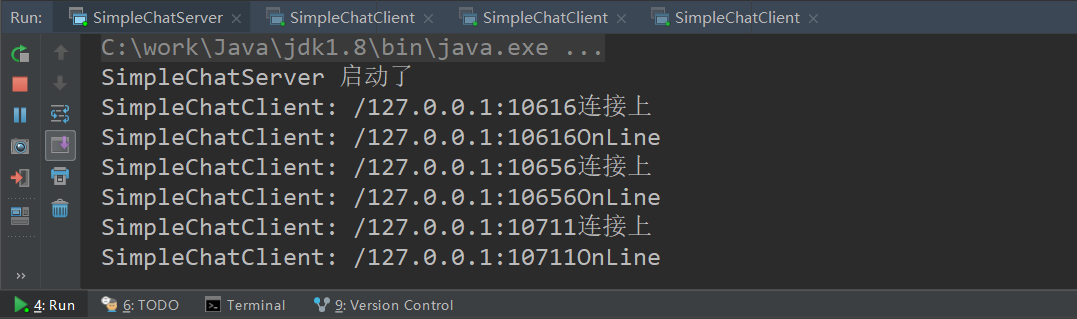 Run: SimpleChatServer × SimpleChatClient × SimpleChatClient × SimpleChatClient ×
C:\work\Java\jdk1.8\bin\java.exe ...
SimpleChatServer 启动了
SimpleChatClient: /127.0.0.1:10616连接上
SimpleChatClient: /127.0.0.1:10616OnLine
SimpleChatClient: /127.0.0.1:10656连接上
SimpleChatClient: /127.0.0.1:10656OnLine
SimpleChatClient: /127.0.0.1:10711连接上
SimpleChatClient: /127.0.0.1:10711OnLine
4: Run 6: TODO Terminal 9: Version Control